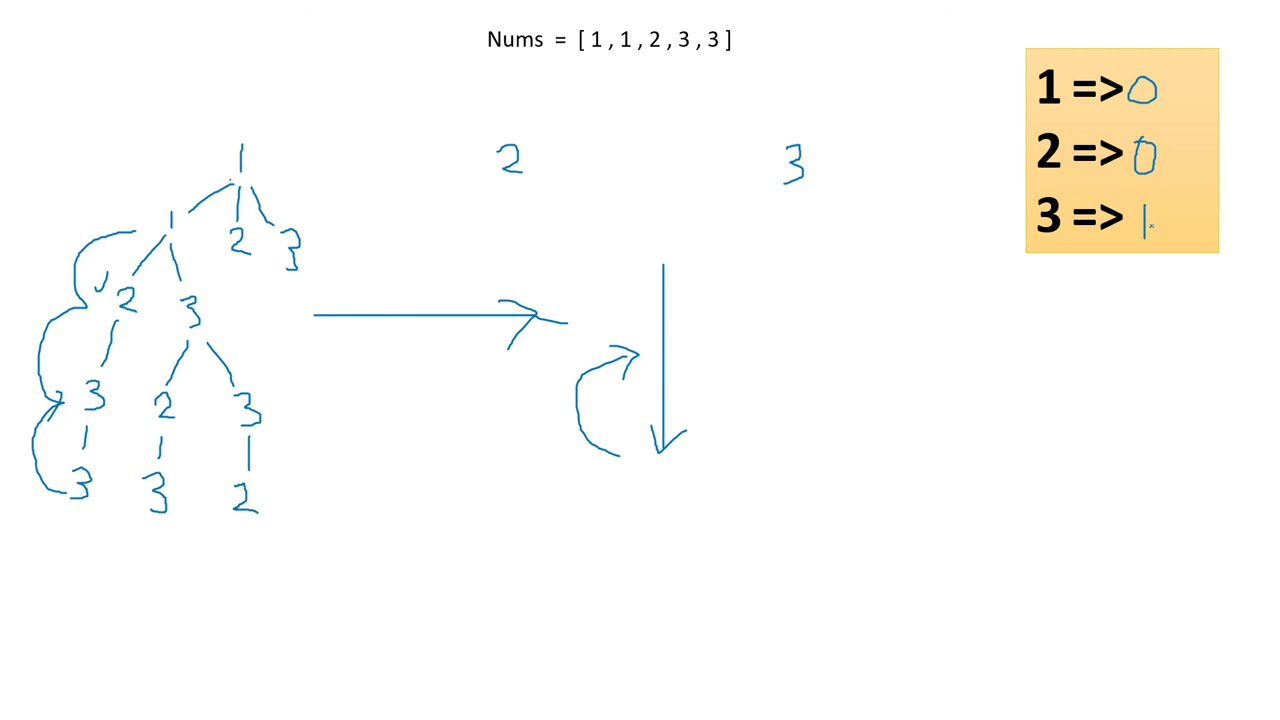 Nums = [ 1 , 1 , 2 , 3 , 3 ]
1 => 0
2 => 0
3 => 1
1 2 3
1 2 3
2 3
3 2 3
3 3 2